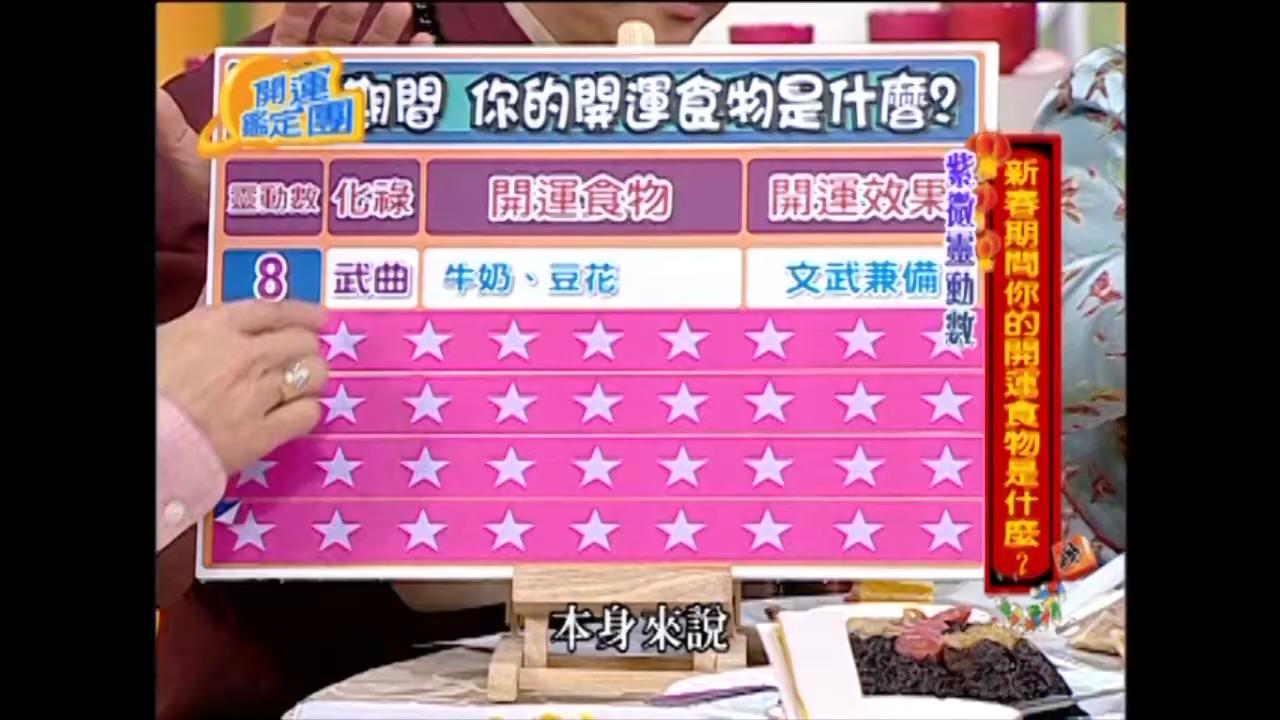 開運
鑑定團
期間 你的開運食物是什麼?
靈動數 化祿 開運食物 開運效果
8 武曲 牛奶、豆花 文武兼備
紫微靈動數
新春期間你的開運食物是什麼?
本身來說